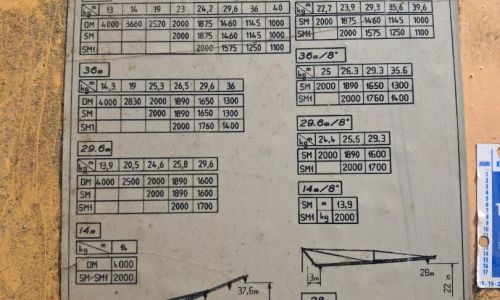 m kg 13 14 19 23 24,2 29,6 36 40
DM 4000 3660 2520 2000 1875 1460 1145 1000
SM 2000 1875 1460 1145 1000
SM1 2000 1575 1250 1100
36m
m kg 14,3 19 25,3 26,5 29,6 36
DM 4000 2830 2000 1890 1650 1300
SM 2000 1890 1650 1300
SM1 2000 1760 1400
29.6m
m kg 13,9 20,5 24,6 25,8 29,6
DM 4000 2500 2000 1890 1600
SM 2000 1890 1600
SM1 2000 1700
14m
m kg 14
DM 4000
SM-SM1 2000
37,6m
m kg 22,7 23,9 29,3 35,6 39,6
SM 2000 1875 1460 1145 1000
SM1 2000 1575 1250 1100
36m/8°
m kg 25 26.3 29.3 35.6
SM 2000 1890 1650 1300
SM1 2000 1760 1400
29.6m/8°
m kg 24,4 25,5 29,3
SM 2000 1890 1600
SM1 2000 1700
14m/8°
SM m 13,9
SM1 kg 2000
3m
28m
22 m
JOURS